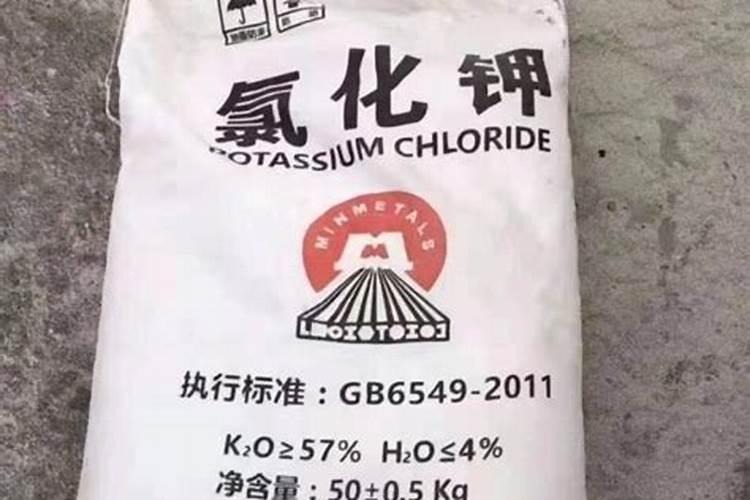 氯化钾
POTASSIUM CHLORIDE
MINMETALS
执行标准：GB6549-2011
K₂O≥57% H₂O≤4%
净含量：50±0.5 Kg